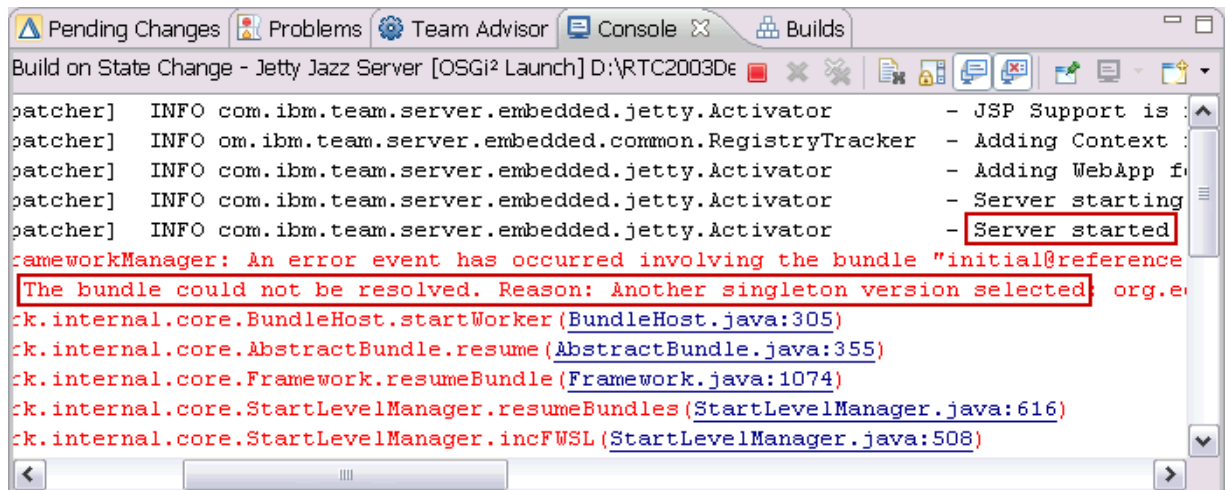 Pending Changes Problems Team Advisor Console Builds
Build on State Change - Jetty Jazz Server [OSGi² Launch] D:\RTC2003De
patcher] INFO com.ibm.team.server.embedded.jetty.Activator - JSP Support is
patcher] INFO om.ibm.team.server.embedded.common.RegistryTracker - Adding Context
patcher] INFO com.ibm.team.server.embedded.jetty.Activator - Adding WebApp f
patcher] INFO com.ibm.team.server.embedded.jetty.Activator - Server starting
patcher] INFO com.ibm.team.server.embedded.jetty.Activator - Server started
rameworkManager: An error event has occurred involving the bundle "initial@reference
The bundle could not be resolved. Reason: Another singleton version selected: org.e
rk.internal.core.BundleHost.startWorker(BundleHost.java:305)
rk.internal.core.AbstractBundle.resume(AbstractBundle.java:355)
rk.internal.core.Framework.resumeBundle(Framework.java:1074)
rk.internal.core.StartLevelManager.resumeBundles(StartLevelManager.java:616)
rk.internal.core.StartLevelManager.incFWSL(StartLevelManager.java:508)